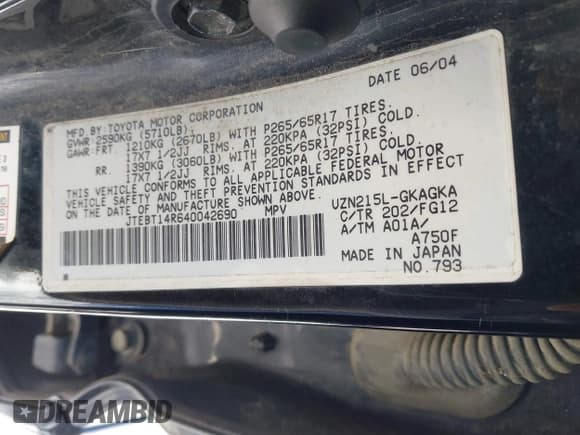 DATE 06/04
MFD. BY: TOYOTA MOTOR CORPORATION
GVWR: 2590KG (5710LB)
GAWR: FRT 1210KG (2670LB) WITH P265/65R17 TIRES,
17X7 1/2JJ RIMS, AT 220KPA (32PSI) COLD.
RR. 1390KG (3060LB) WITH P265/65R17 TIRES,
17X7 1/2JJ RIMS, AT 220KPA (32PSI) COLD.
THIS VEHICLE CONFORMS TO ALL APPLICABLE FEDERAL MOTOR
VEHICLE SAFETY AND THEFT PREVENTION STANDARDS IN EFFECT
ON THE DATE OF MANUFACTURE SHOWN ABOVE.
JTEBT14R640042690 MPV
UZN215L-GKAGKA
C/TR 202/FG12
A/TM A01A/
A750F
MADE IN JAPAN
NO.793
DREAMBID